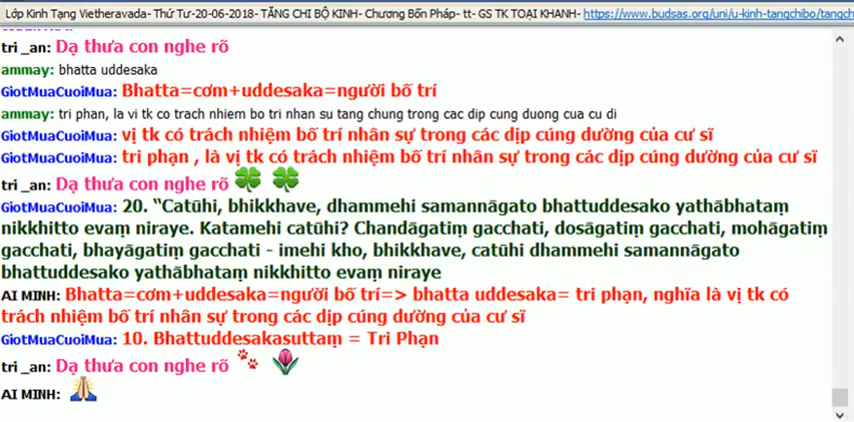 Lớp Kinh Tạng Vietheravada- Thứ Tư-20-06-2018- TĂNG CHI BỘ KINH- Chương Bốn Pháp- tt- GS TK TOẠI KHANH- https://www.budsas.org/uni/u-kinh-tangchibo/tangch
tri _an: Dạ thưa con nghe rõ
ammay: bhatta uddesaka
GiotMuaCuoiMua: Bhatta=cơm+uddesaka=người bố trí
ammay: tri phan, la vi tk co trach nhiem bo tri nhan su tang chung trong cac dip cung duong cua cu di
GiotMuaCuoiMua: vị tk có trách nhiệm bố trí nhân sự trong các dịp cúng dường của cư sĩ
GiotMuaCuoiMua: tri phạn , là vị tk có trách nhiệm bố trí nhân sự trong các dịp cúng dường của cư sĩ
tri _an: Dạ thưa con nghe rõ
GiotMuaCuoiMua: 20. “Catūhi, bhikkhave, dhammehi samannāgato bhattuddesako yathābhataṃ
nikkhitto evaṃ niraye. Katamehi catūhi? Chandāgatiṃ gacchati, dosāgatiṃ gacchati, mohāgatiṃ
gacchati, bhayāgatiṃ gacchati - imehi kho, bhikkhave, catūhi dhammehi samannāgato
bhattuddesako yathābhataṃ nikkhitto evaṃ niraye
AI MINH: Bhatta=cơm+uddesaka=người bố trí=> bhatta uddesaka= tri phạn, nghĩa là vị tk có
trách nhiệm bố trí nhân sự trong các dịp cúng dường của cư sĩ
GiotMuaCuoiMua: 10. Bhattuddesakasuttaṃ = Tri Phạn
tri _an: Dạ thưa con nghe rõ
AI MINH: